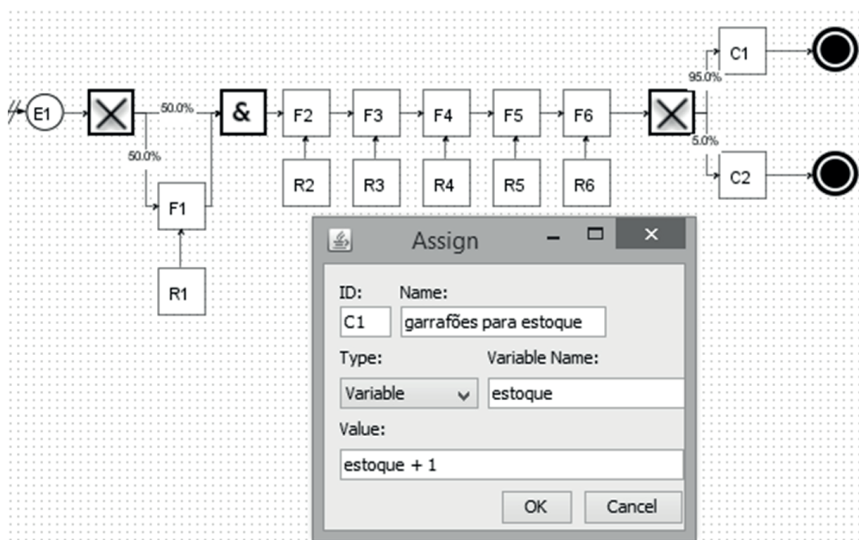 C1
95.0%
E1
50.0%
&
F2
F3
F4
F5
F6
5.0%
50.0%
R2
R3
R4
R5
R6
C2
F1
R1
Assign
ID: Name:
C1 garrafões para estoque
Type: Variable Name:
Variable estoque
Value:
estoque + 1
OK Cancel